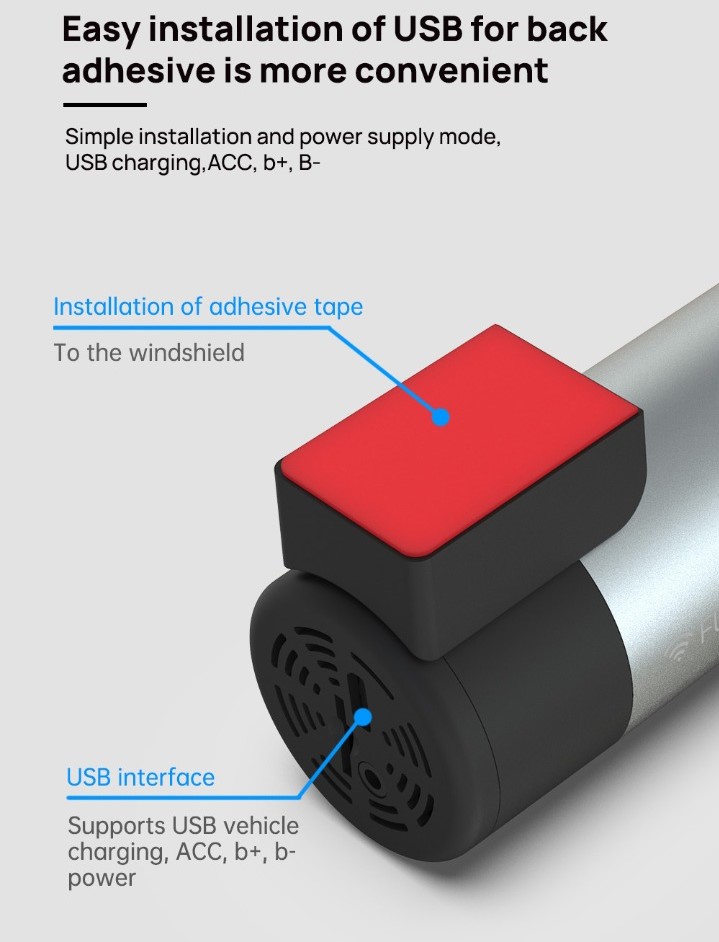 Easy installation of USB for back
adhesive is more convenient
Simple installation and power supply mode,
USB charging,ACC, b+, B-
Installation of adhesive tape
To the windshield
USB interface
Supports USB vehicle
charging, ACC, b+, b-
power